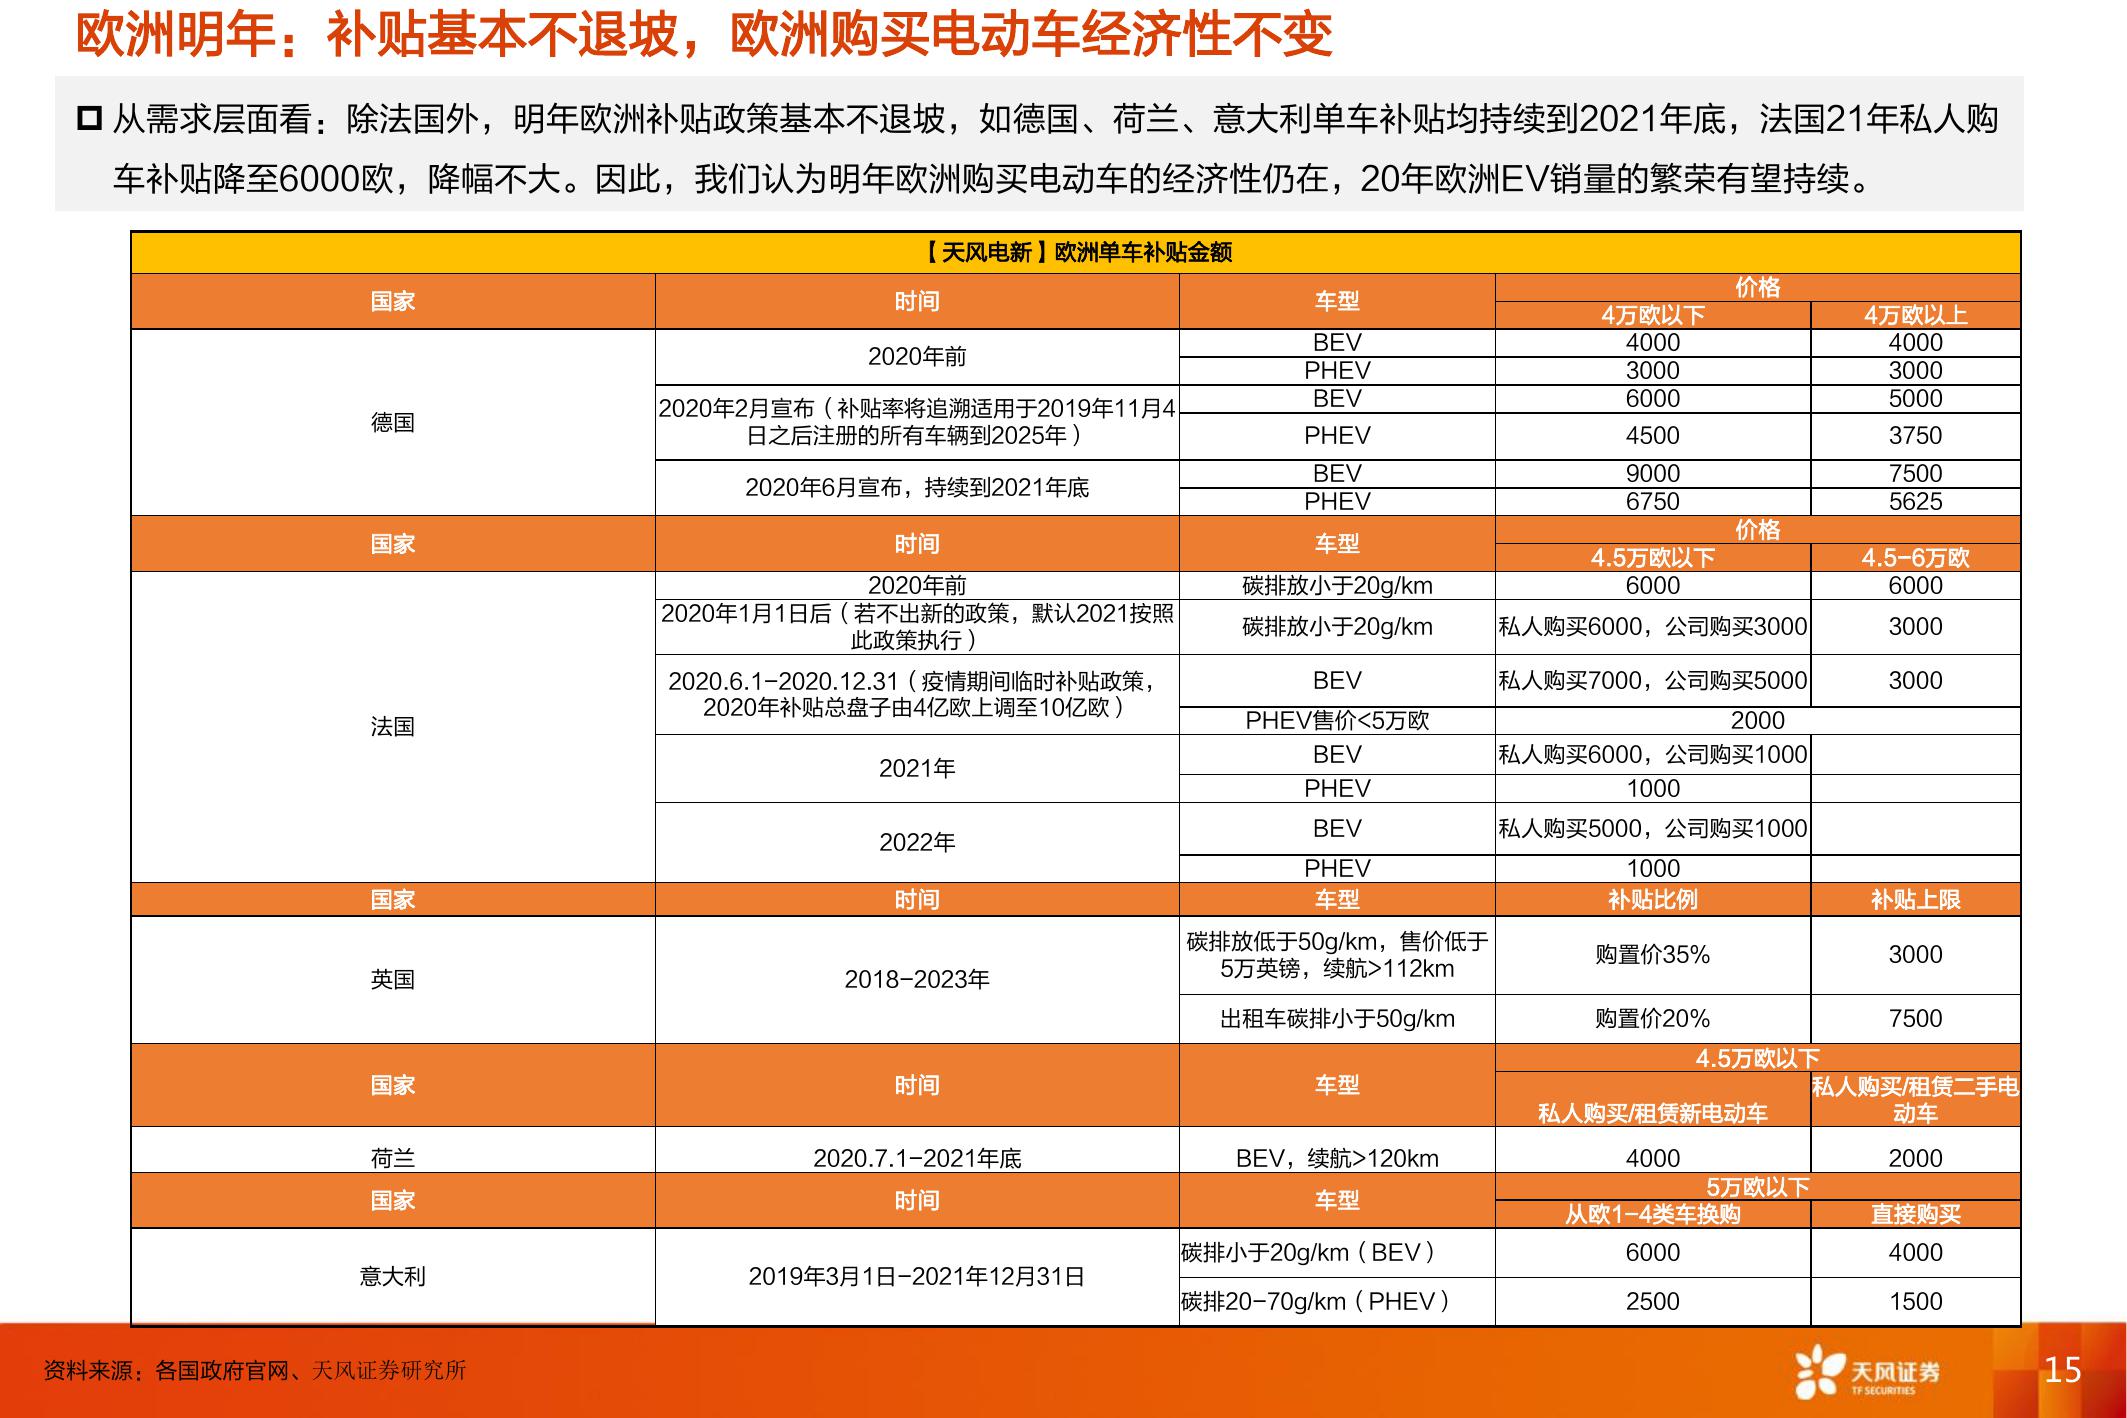 欧洲明年：补贴基本不退坡，欧洲购买电动车经济性不变
从需求层面看：除法国外，明年欧洲补贴政策基本不退坡，如德国、荷兰、意大利单车补贴均持续到2021年底，法国21年私人购
车补贴降至6000欧，降幅不大。因此，我们认为明年欧洲购买电动车的经济性仍在，20年欧洲EV销量的繁荣有望持续。
【天风电新】欧洲单车补贴金额
国家 时间 车型 价格
4万欧以下 4万欧以上
德国
2020年前
BEV 4000 4000
PHEV 3000 3000
2020年2月宣布（补贴率将追溯适用于2019年11月4
日之后注册的所有车辆到2025年）
BEV 6000 5000
PHEV 4500 3750
2020年6月宣布，持续到2021年底
BEV 9000 7500
PHEV 6750 5625
国家 时间 车型 价格
4.5万欧以下 4.5-6万欧
法国
2020年前 碳排放小于20g/km 6000 6000
2020年1月1日后（若不出新的政策，默认2021按照
此政策执行）
碳排放小于20g/km 私人购买6000，公司购买3000 3000
2020.6.1-2020.12.31（疫情期间临时补贴政策，
2020年补贴总盘子由4亿欧上调至10亿欧）
BEV 私人购买7000，公司购买5000 3000
PHEV售价<5万欧 2000
2021年
BEV 私人购买6000，公司购买1000
PHEV 1000
2022年
BEV 私人购买5000，公司购买1000
PHEV 1000
国家 时间 车型 补贴比例 补贴上限
英国 2018-2023年
碳排放低于50g/km，售价低于
5万英镑，续航>112km
购置价35% 3000
出租车碳排小于50g/km 购置价20% 7500
国家 时间 车型 4.5万欧以下
私人购买/租赁新电动车
私人购买/租赁二手电
动车
荷兰 2020.7.1-2021年底 BEV，续航>120km 4000 2000
国家 时间 车型 5万欧以下
从欧1-4类车换购 直接购买
意大利 2019年3月1日-2021年12月31日
碳排小于20g/km（BEV） 6000 4000
碳排20-70g/km（PHEV） 2500 1500
资料来源：各国政府官网、天风证券研究所
天风证券
TF SECURITIES
15